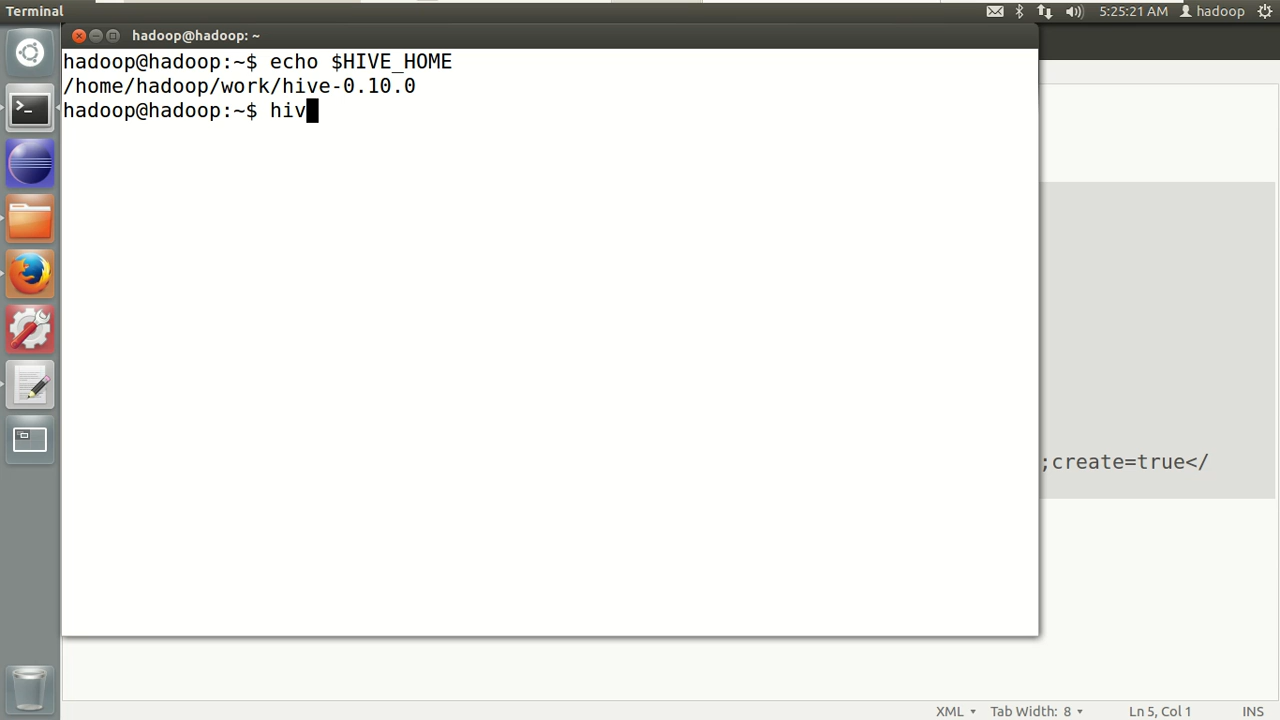 Terminal
5:25:21 AM hadoop
hadoop@hadoop: ~
hadoop@hadoop:~$ echo $HIVE_HOME
/home/hadoop/work/hive-0.10.0
hadoop@hadoop:~$ hiv
;create=true</
XML Tab Width: 8 Ln 5, Col 1 INS